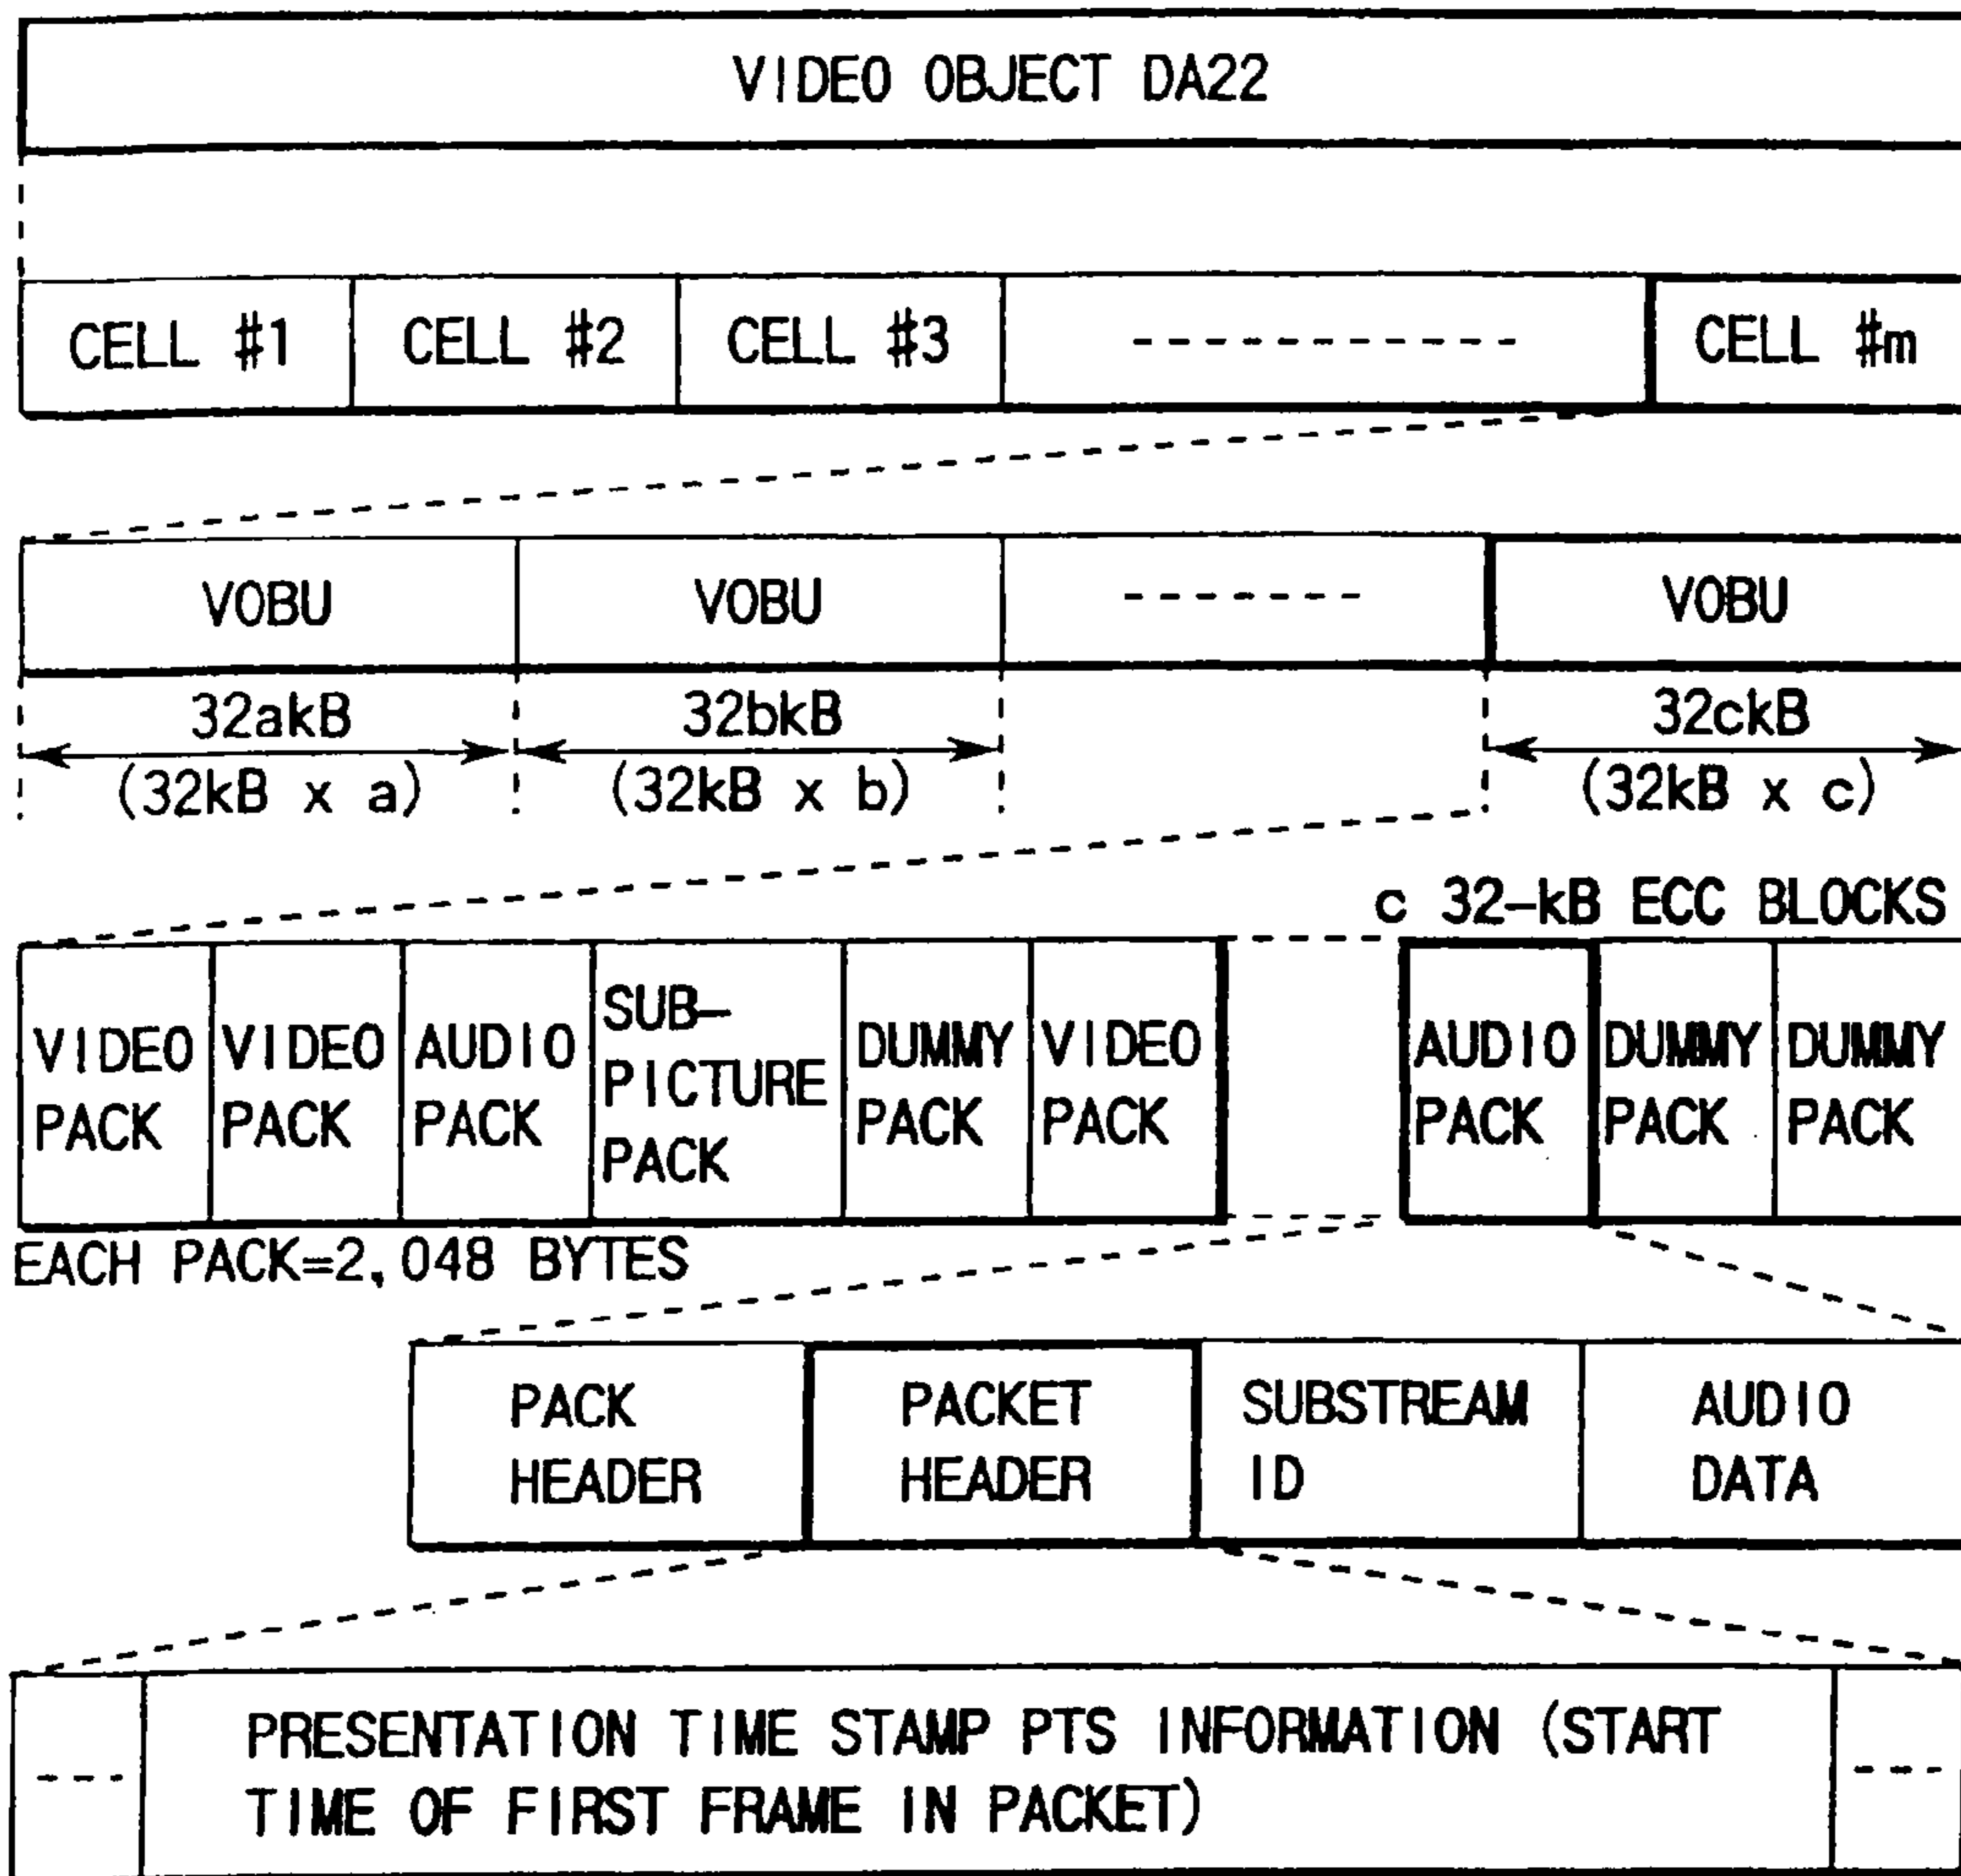 VIDEO OBJECT DA22
CELL #1 CELL #2 CELL #3 ------------ CELL #m
VOBU VOBU ------- VOBU
32akB 32bkB 32ckB
(32kB x a) (32kB x b) (32kB x c)
c 32-kB ECC BLOCKS
VIDEO PACK
VIDEO PACK
AUDIO PACK
SUB-
PICTURE
PACK
DUMMY PACK
VIDEO PACK
AUDIO PACK
DUMMY PACK
DUMMY PACK
EACH PACK=2,048 BYTES
PACK
HEADER
PACKET
HEADER
SUBSTREAM
ID
AUDIO
DATA
--- PRESENTATION TIME STAMP PTS INFORMATION (START
TIME OF FIRST FRAME IN PACKET) ---